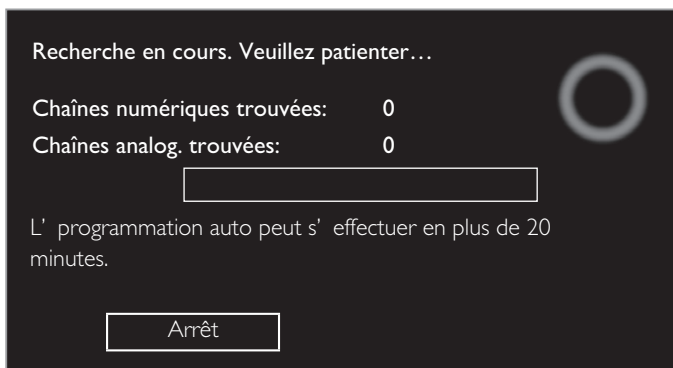 Recherche en cours. Veuillez patienter…
Chaînes numériques trouvées: 0
Chaînes analog. trouvées: 0
L’ programmation auto peut s’ effectuer en plus de 20
minutes.
Arrêt